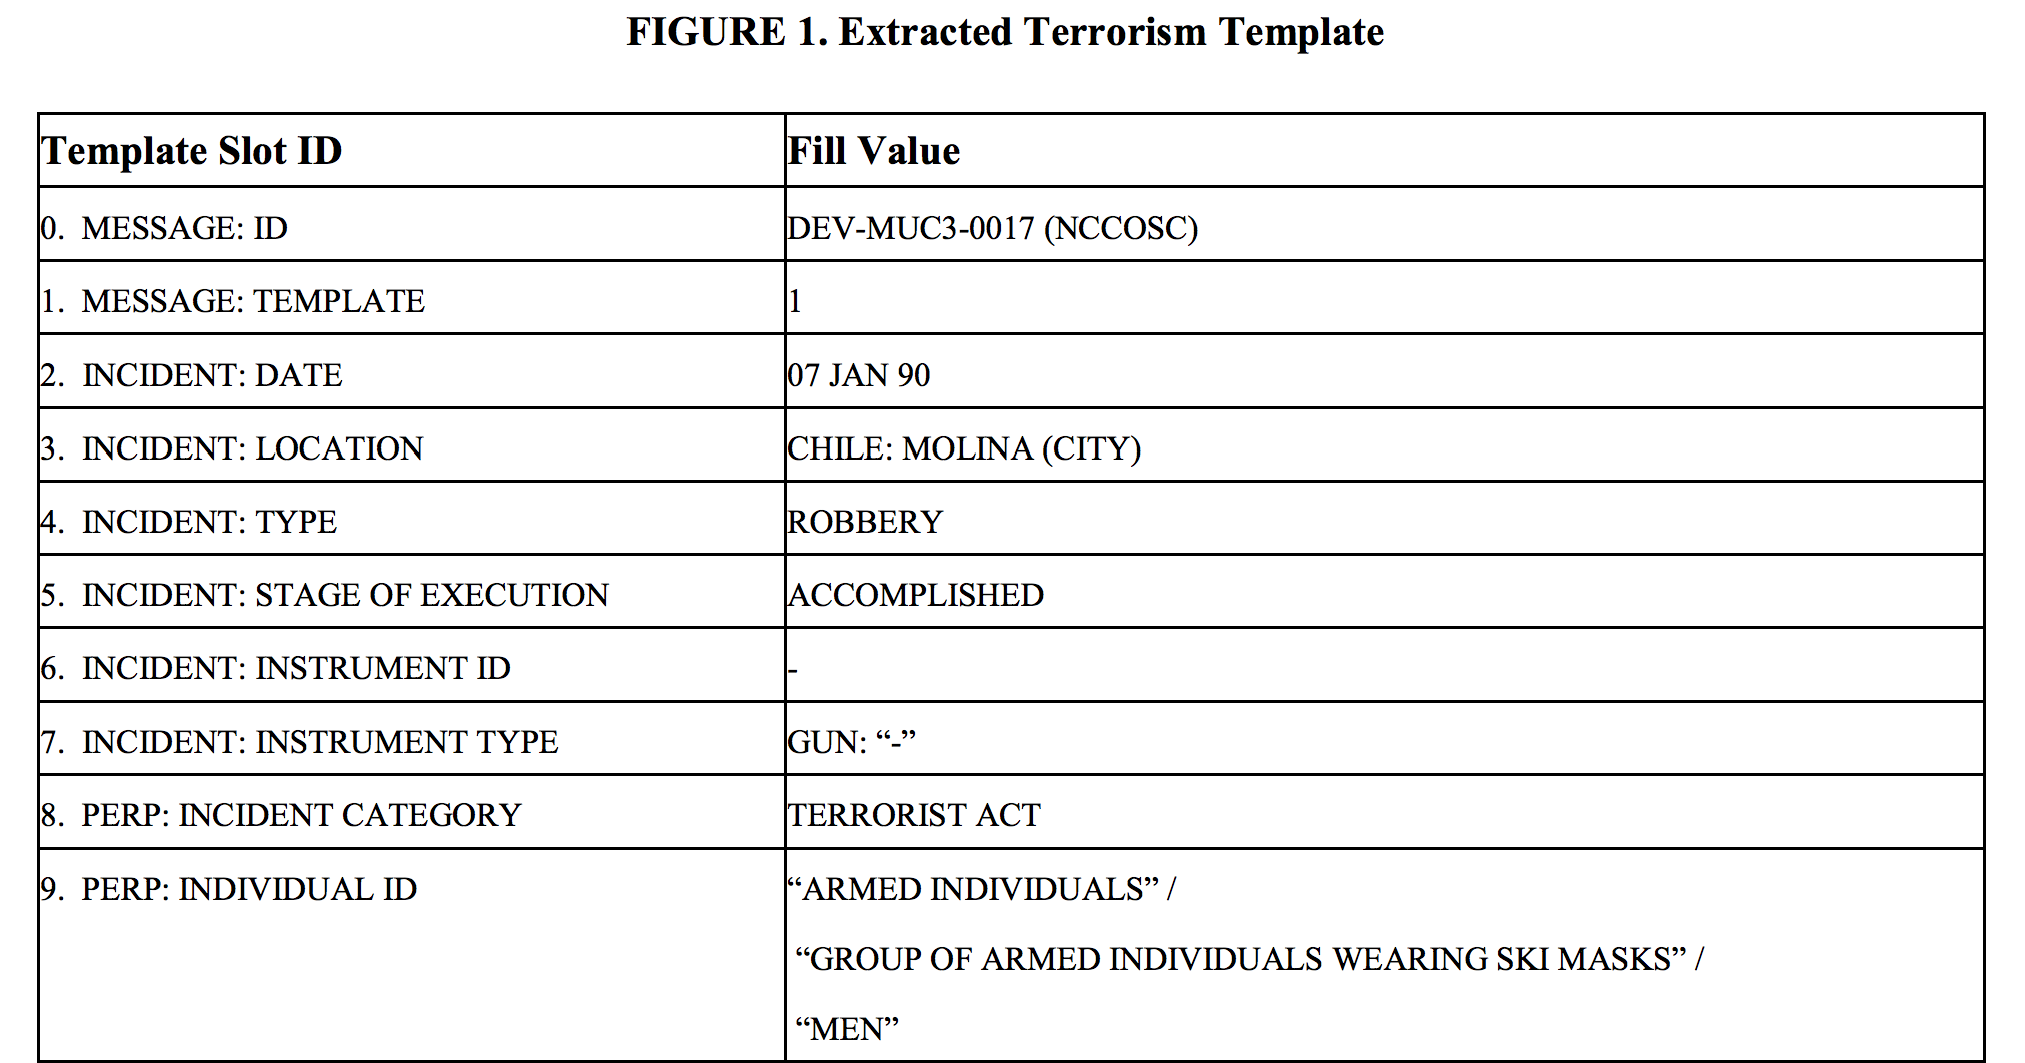 FIGURE 1. Extracted Terrorism Template
Template Slot ID Fill Value
0. MESSAGE: ID DEV-MUC3-0017 (NCCOSC)
1. MESSAGE: TEMPLATE 1
2. INCIDENT: DATE 07 JAN 90
3. INCIDENT: LOCATION CHILE: MOLINA (CITY)
4. INCIDENT: TYPE ROBBERY
5. INCIDENT: STAGE OF EXECUTION ACCOMPLISHED
6. INCIDENT: INSTRUMENT ID -
7. INCIDENT: INSTRUMENT TYPE GUN: “-”
8. PERP: INCIDENT CATEGORY TERRORIST ACT
9. PERP: INDIVIDUAL ID “ARMED INDIVIDUALS” /
“GROUP OF ARMED INDIVIDUALS WEARING SKI MASKS” /
“MEN”